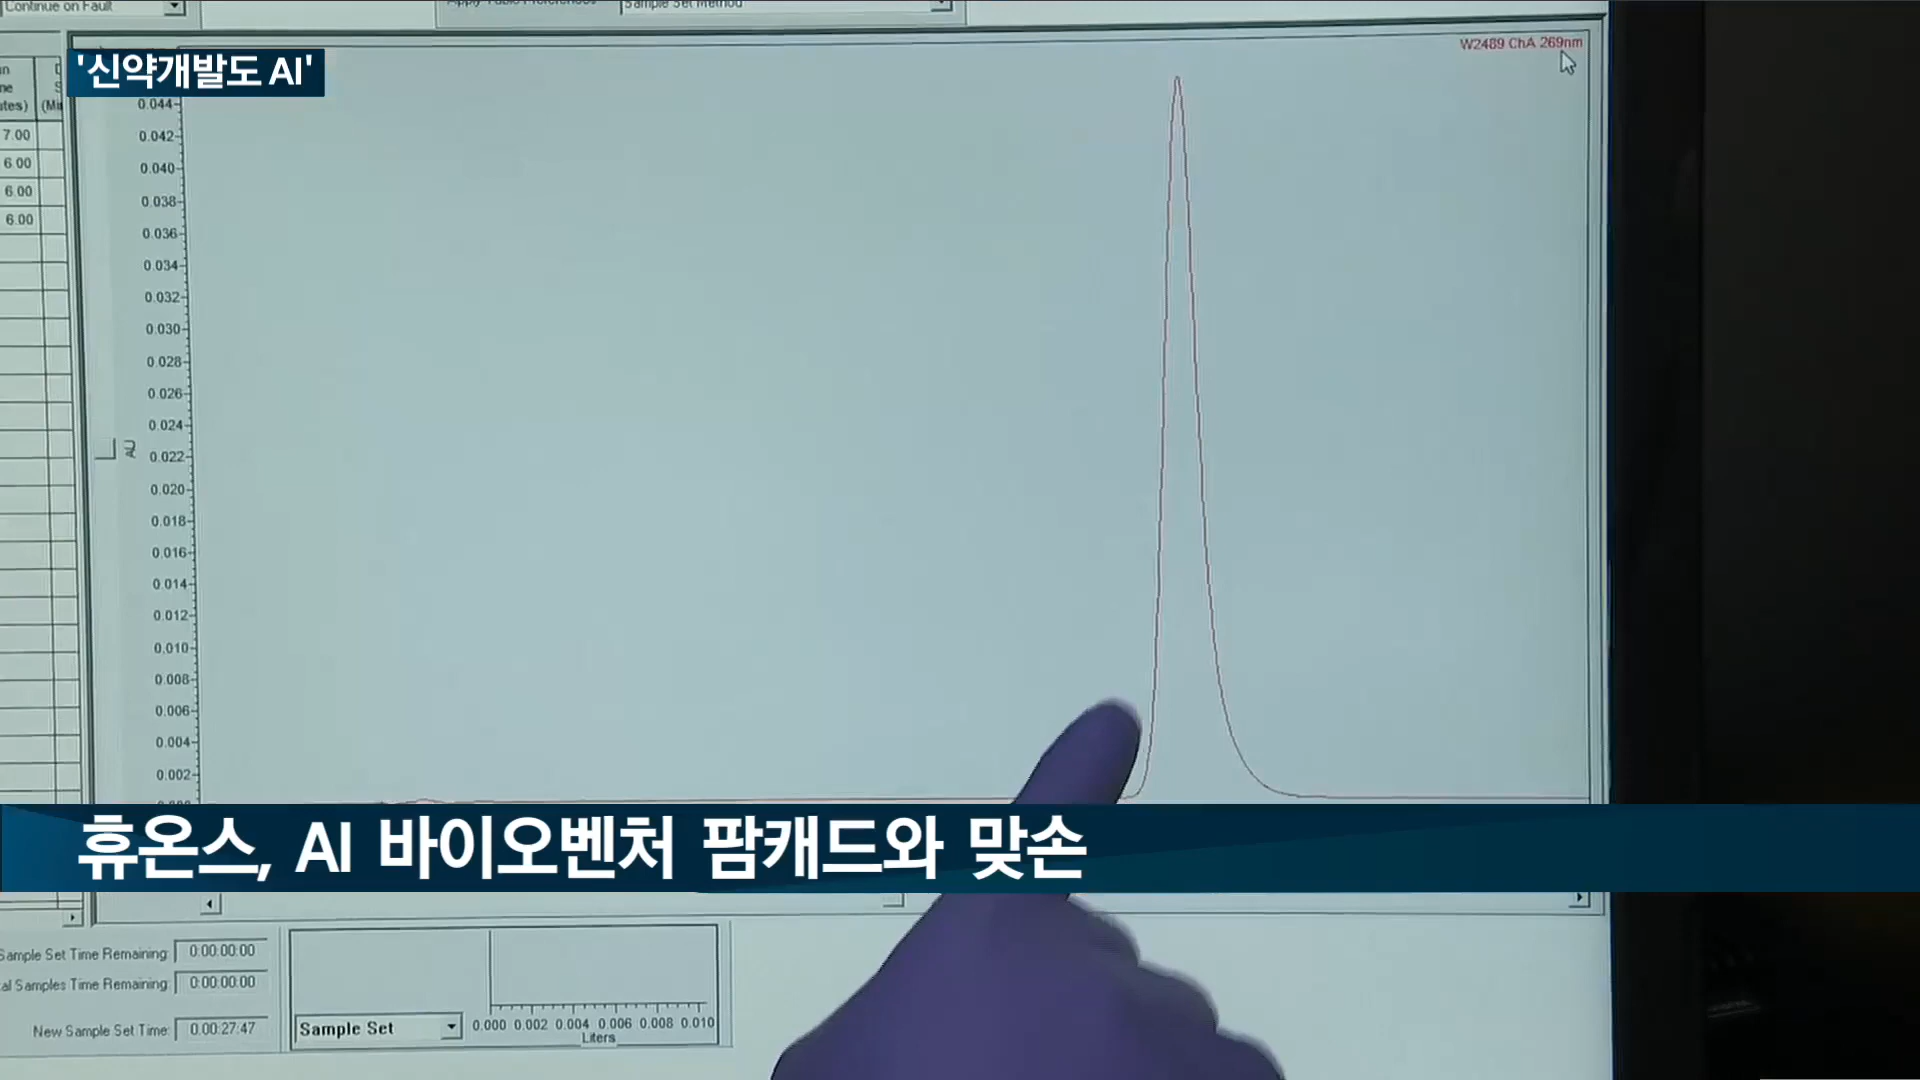 Continue on Fault
Sample Set Method
W2489 ChA 269nm
'신약개발도 AI'
7.00
6.00
6.00
6.00
0.044
0.042
0.040
0.038
0.036
0.034
0.032
0.030
0.028
0.026
0.024
AU
0.022
0.020
0.018
0.016
0.014
0.012
0.010
0.008
0.006
0.004
0.002
휴온스, AI 바이오벤처 팜캐드와 맞손
Sample Set Time Remaining: 0:00:00:00
al Samples Time Remaining: 0:00:00:00
New Sample Set Time: 0:00:27:47
Sample Set
0.000 0.002 0.004 0.006 0.008 0.010
Liters